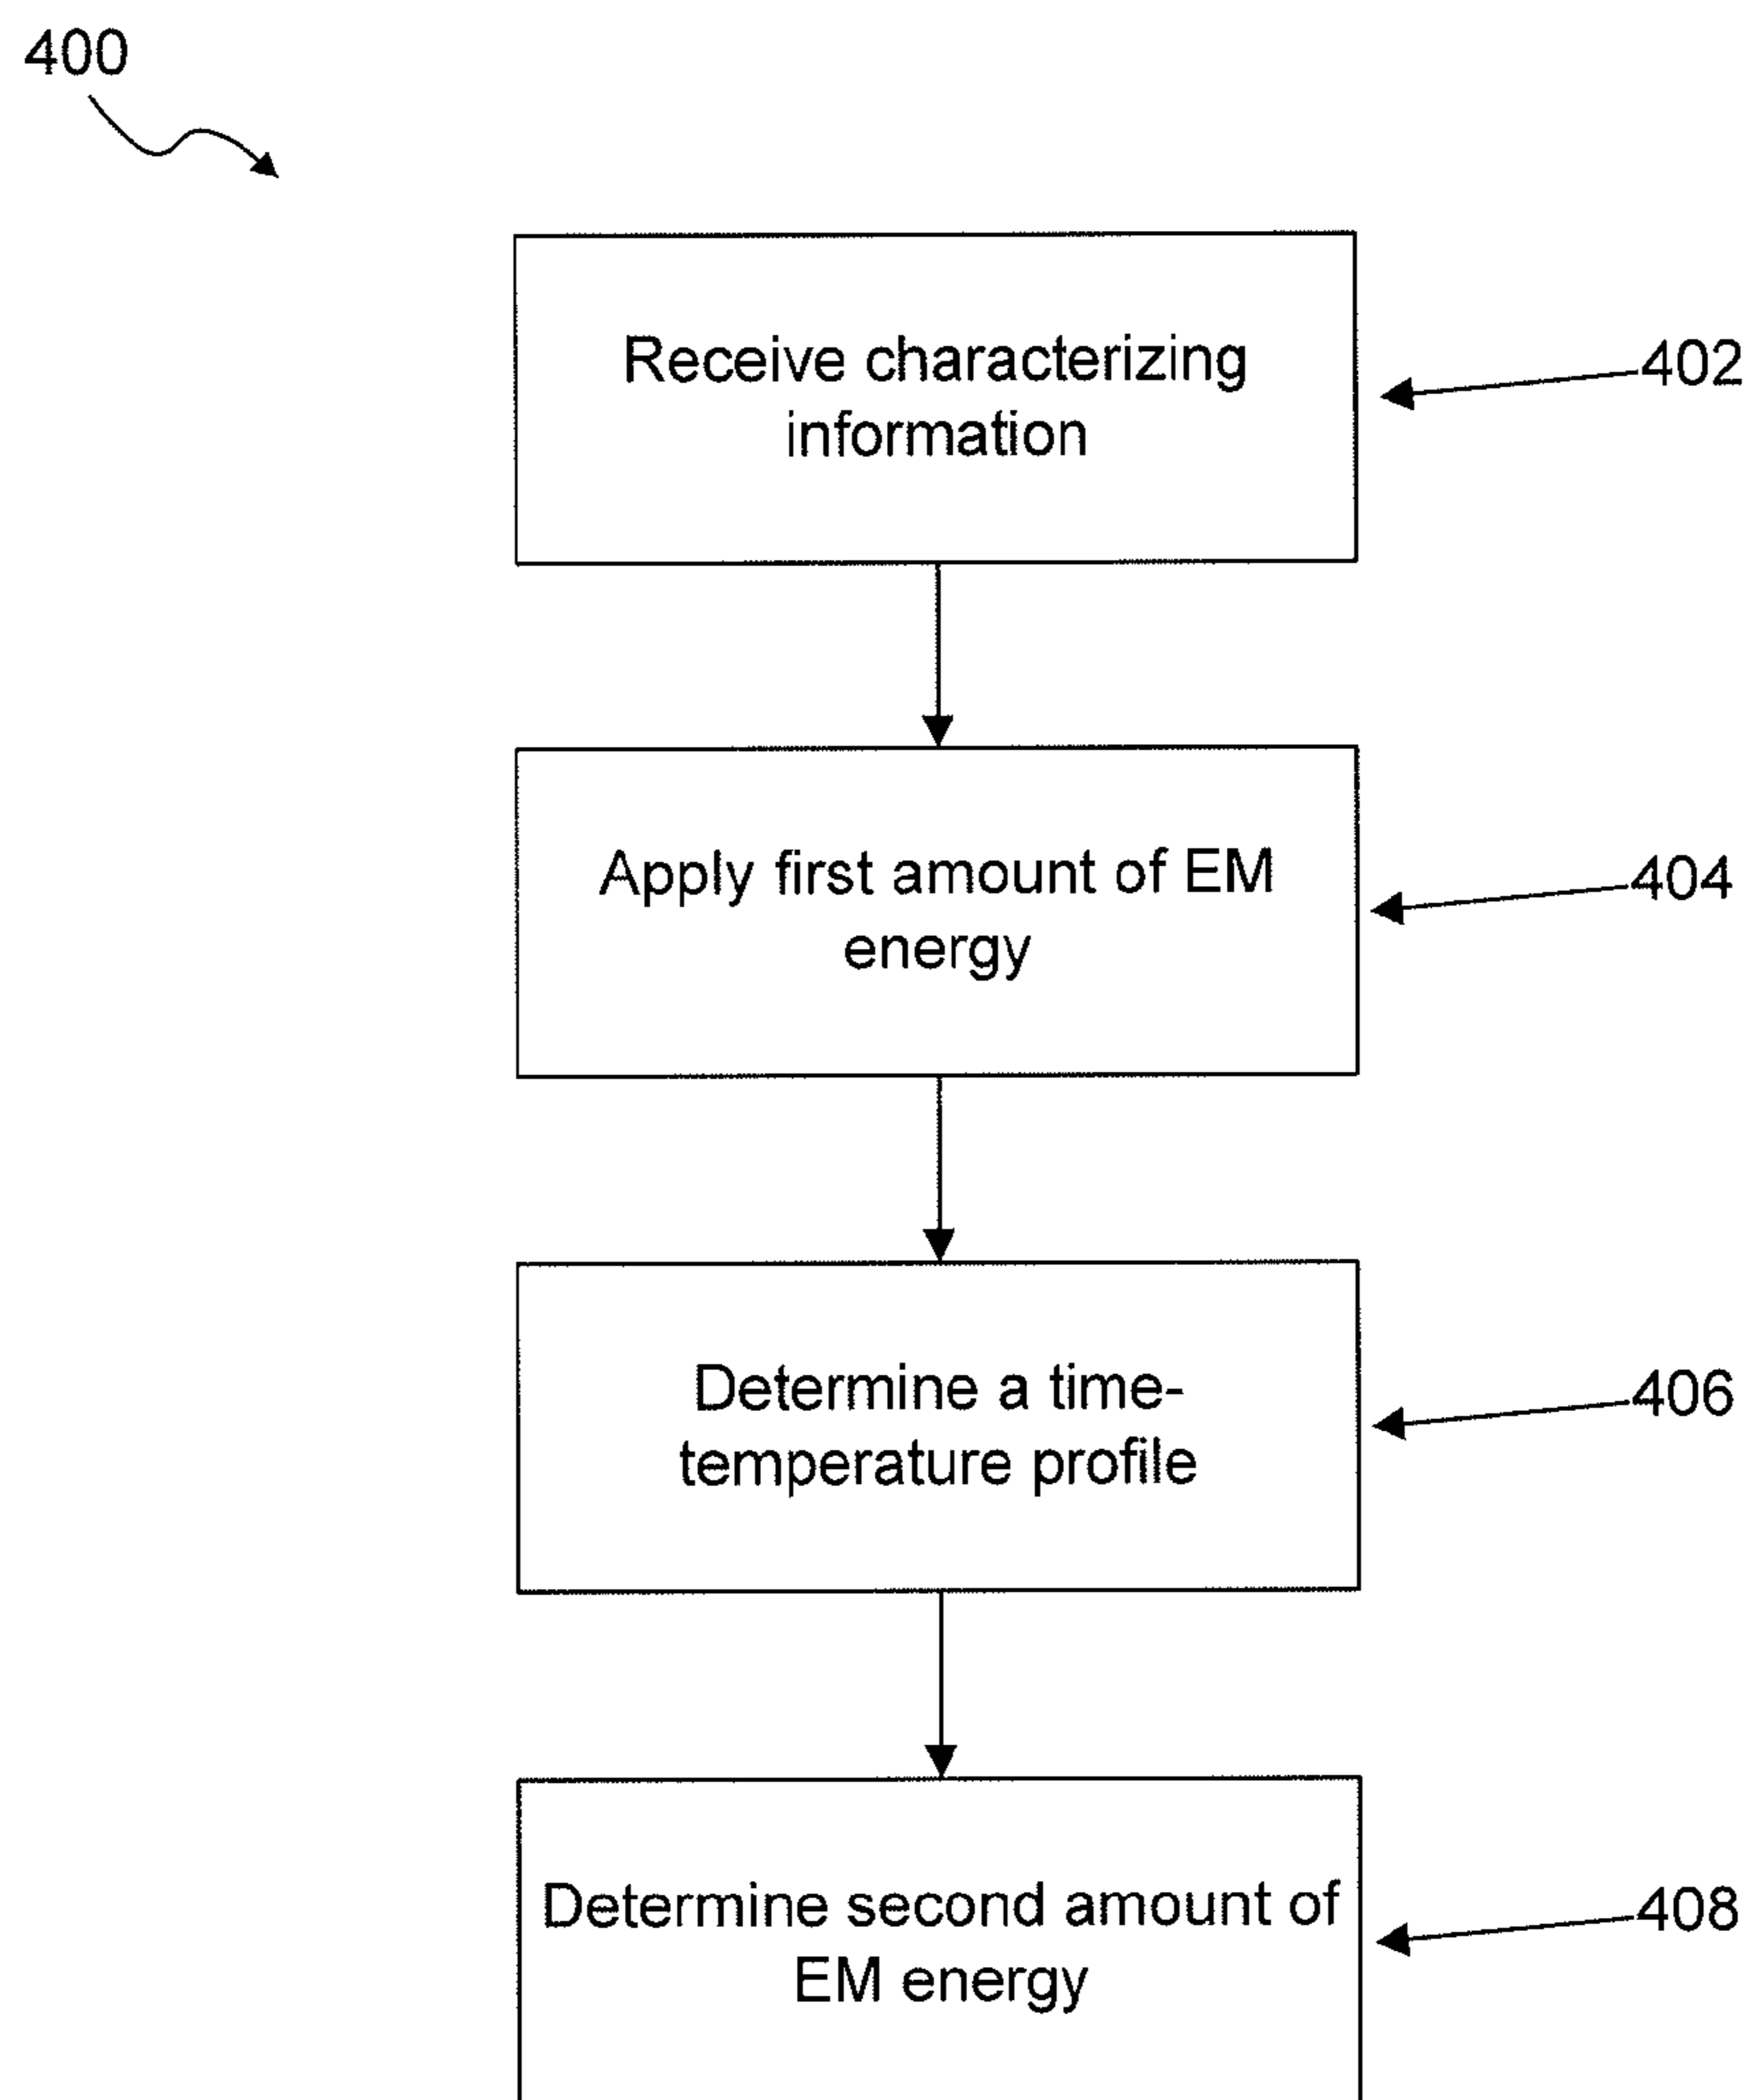 400
Receive characterizing
information
402
Apply first amount of EM
energy
404
Determine a time-
temperature profile
406
Determine second amount of
EM energy
408